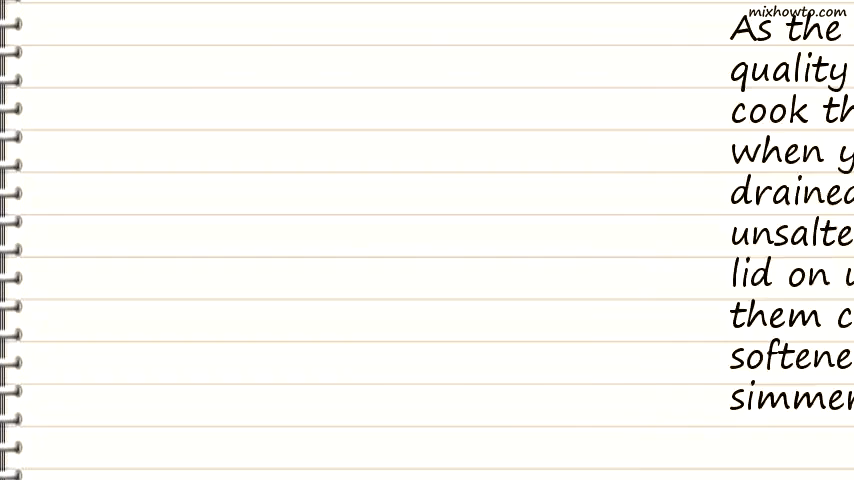 mixhowto.com
As the
quality
cook th
when y
drained
unsalte
lid on u
them c
softene
simmer